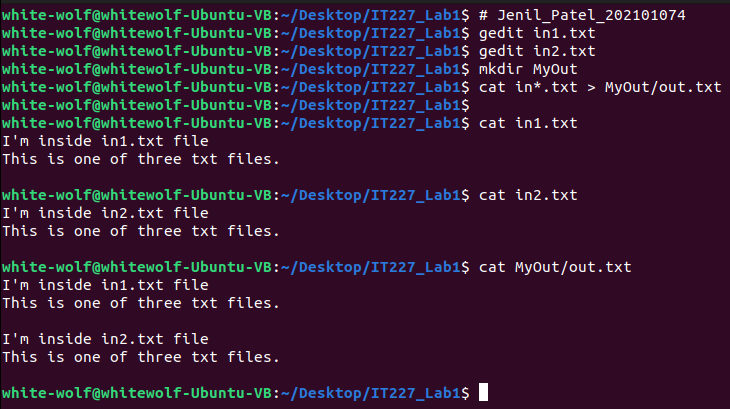 white-wolf@whitewolf-Ubuntu-VB:~/Desktop/IT227_Lab1$ # Jenil_Patel_202101074
white-wolf@whitewolf-Ubuntu-VB:~/Desktop/IT227_Lab1$ gedit in1.txt
white-wolf@whitewolf-Ubuntu-VB:~/Desktop/IT227_Lab1$ gedit in2.txt
white-wolf@whitewolf-Ubuntu-VB:~/Desktop/IT227_Lab1$ mkdir MyOut
white-wolf@whitewolf-Ubuntu-VB:~/Desktop/IT227_Lab1$ cat in*.txt > MyOut/out.txt
white-wolf@whitewolf-Ubuntu-VB:~/Desktop/IT227_Lab1$
white-wolf@whitewolf-Ubuntu-VB:~/Desktop/IT227_Lab1$ cat in1.txt
I'm inside in1.txt file
This is one of three txt files.

white-wolf@whitewolf-Ubuntu-VB:~/Desktop/IT227_Lab1$ cat in2.txt
I'm inside in2.txt file
This is one of three txt files.

white-wolf@whitewolf-Ubuntu-VB:~/Desktop/IT227_Lab1$ cat MyOut/out.txt
I'm inside in1.txt file
This is one of three txt files.

I'm inside in2.txt file
This is one of three txt files.

white-wolf@whitewolf-Ubuntu-VB:~/Desktop/IT227_Lab1$